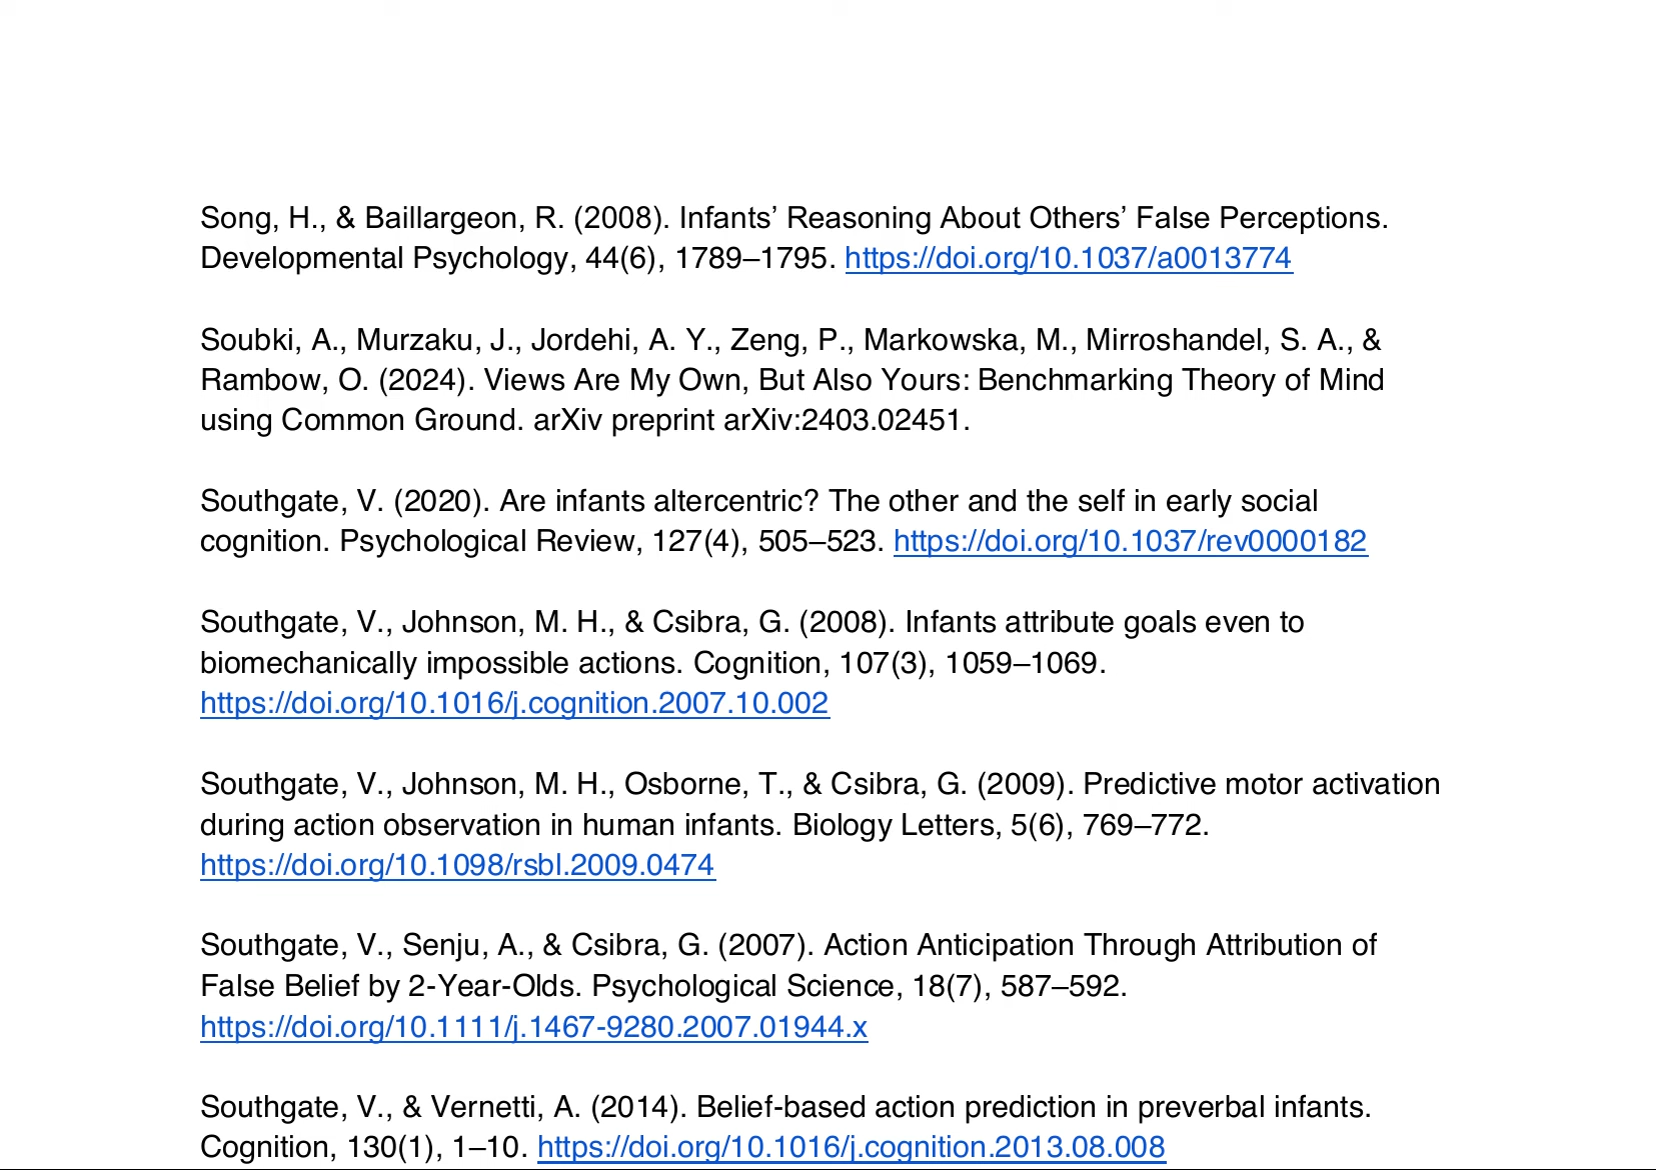 Song, H., & Baillargeon, R. (2008). Infants’ Reasoning About Others’ False Perceptions.
Developmental Psychology, 44(6), 1789–1795. https://doi.org/10.1037/a0013774
Soubki, A., Murzaku, J., Jordehi, A. Y., Zeng, P., Markowska, M., Mirroshandel, S. A., &
Rambow, O. (2024). Views Are My Own, But Also Yours: Benchmarking Theory of Mind
using Common Ground. arXiv preprint arXiv:2403.02451.
Southgate, V. (2020). Are infants altercentric? The other and the self in early social
cognition. Psychological Review, 127(4), 505–523. https://doi.org/10.1037/rev0000182
Southgate, V., Johnson, M. H., & Csibra, G. (2008). Infants attribute goals even to
biomechanically impossible actions. Cognition, 107(3), 1059–1069.
https://doi.org/10.1016/j.cognition.2007.10.002
Southgate, V., Johnson, M. H., Osborne, T., & Csibra, G. (2009). Predictive motor activation
during action observation in human infants. Biology Letters, 5(6), 769–772.
https://doi.org/10.1098/rsbl.2009.0474
Southgate, V., Senju, A., & Csibra, G. (2007). Action Anticipation Through Attribution of
False Belief by 2-Year-Olds. Psychological Science, 18(7), 587–592.
https://doi.org/10.1111/j.1467-9280.2007.01944.x
Southgate, V., & Vernetti, A. (2014). Belief-based action prediction in preverbal infants.
Cognition, 130(1), 1–10. https://doi.org/10.1016/j.cognition.2013.08.008